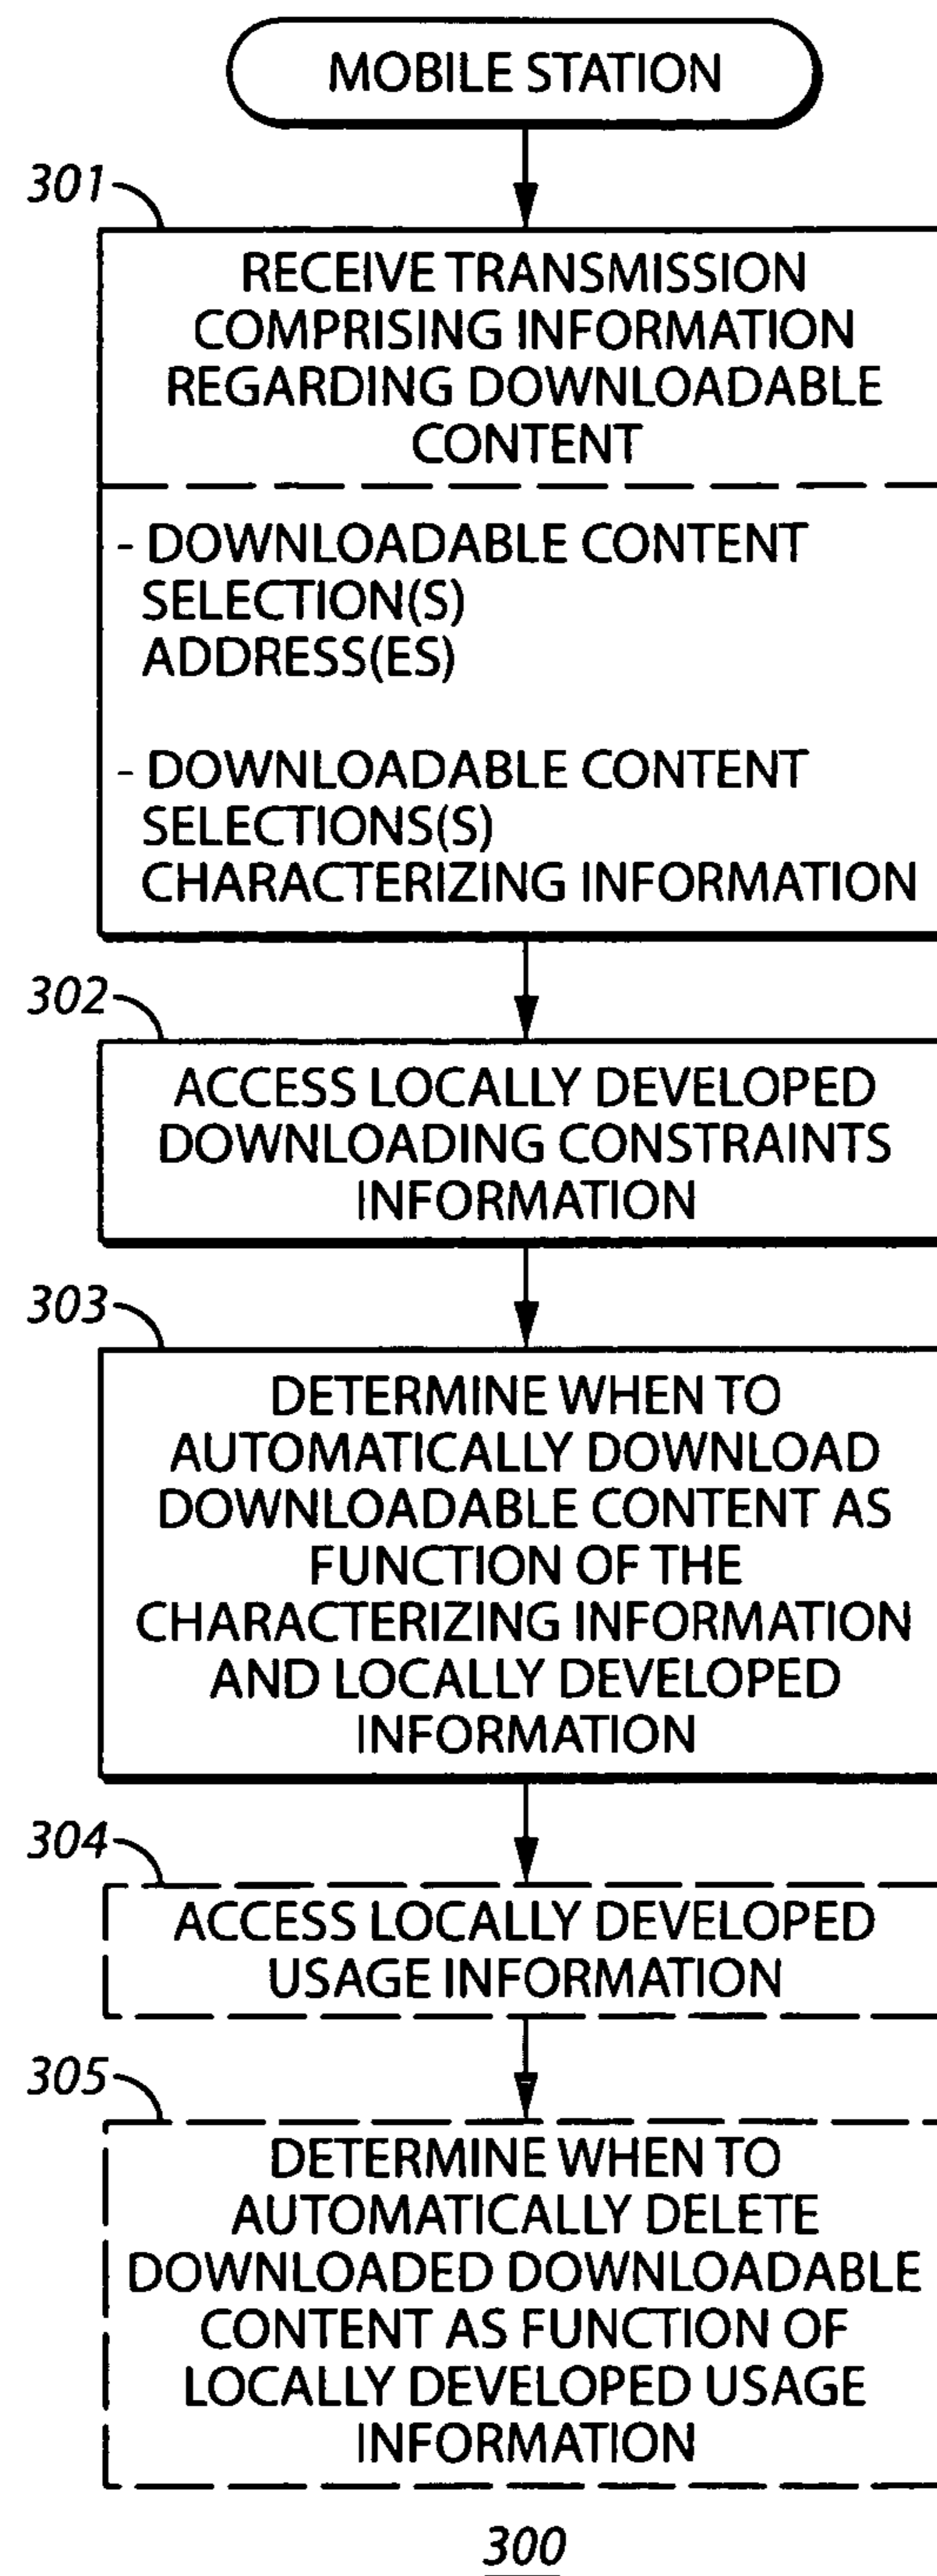 MOBILE STATION
301
RECEIVE TRANSMISSION
COMPRISING INFORMATION
REGARDING DOWNLOADABLE
CONTENT
- DOWNLOADABLE CONTENT
SELECTION(S)
ADDRESS(ES)
- DOWNLOADABLE CONTENT
SELECTIONS(S)
CHARACTERIZING INFORMATION
302
ACCESS LOCALLY DEVELOPED
DOWNLOADING CONSTRAINTS
INFORMATION
303
DETERMINE WHEN TO
AUTOMATICALLY DOWNLOAD
DOWNLOADABLE CONTENT AS
FUNCTION OF THE
CHARACTERIZING INFORMATION
AND LOCALLY DEVELOPED
INFORMATION
304
ACCESS LOCALLY DEVELOPED
USAGE INFORMATION
305
DETERMINE WHEN TO
AUTOMATICALLY DELETE
DOWNLOADED DOWNLOADABLE
CONTENT AS FUNCTION OF
LOCALLY DEVELOPED USAGE
INFORMATION
300